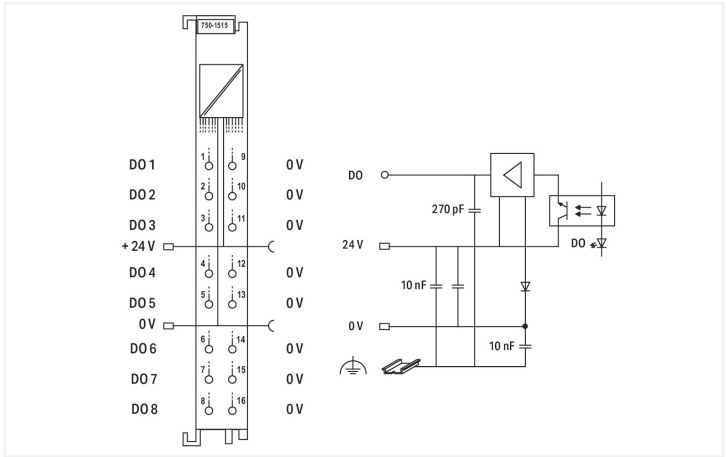 750-1515
DO 1 1 9 0 V
DO 2 2 10 0 V
DO 3 3 11 0 V
+ 24 V
DO 4 4 12 0 V
DO 5 5 13 0 V
0 V
DO 6 6 14 0 V
DO 7 7 15 0 V
DO 8 8 16 0 V
DO
270 pF
24 V
DO
10 nF
0 V
10 nF